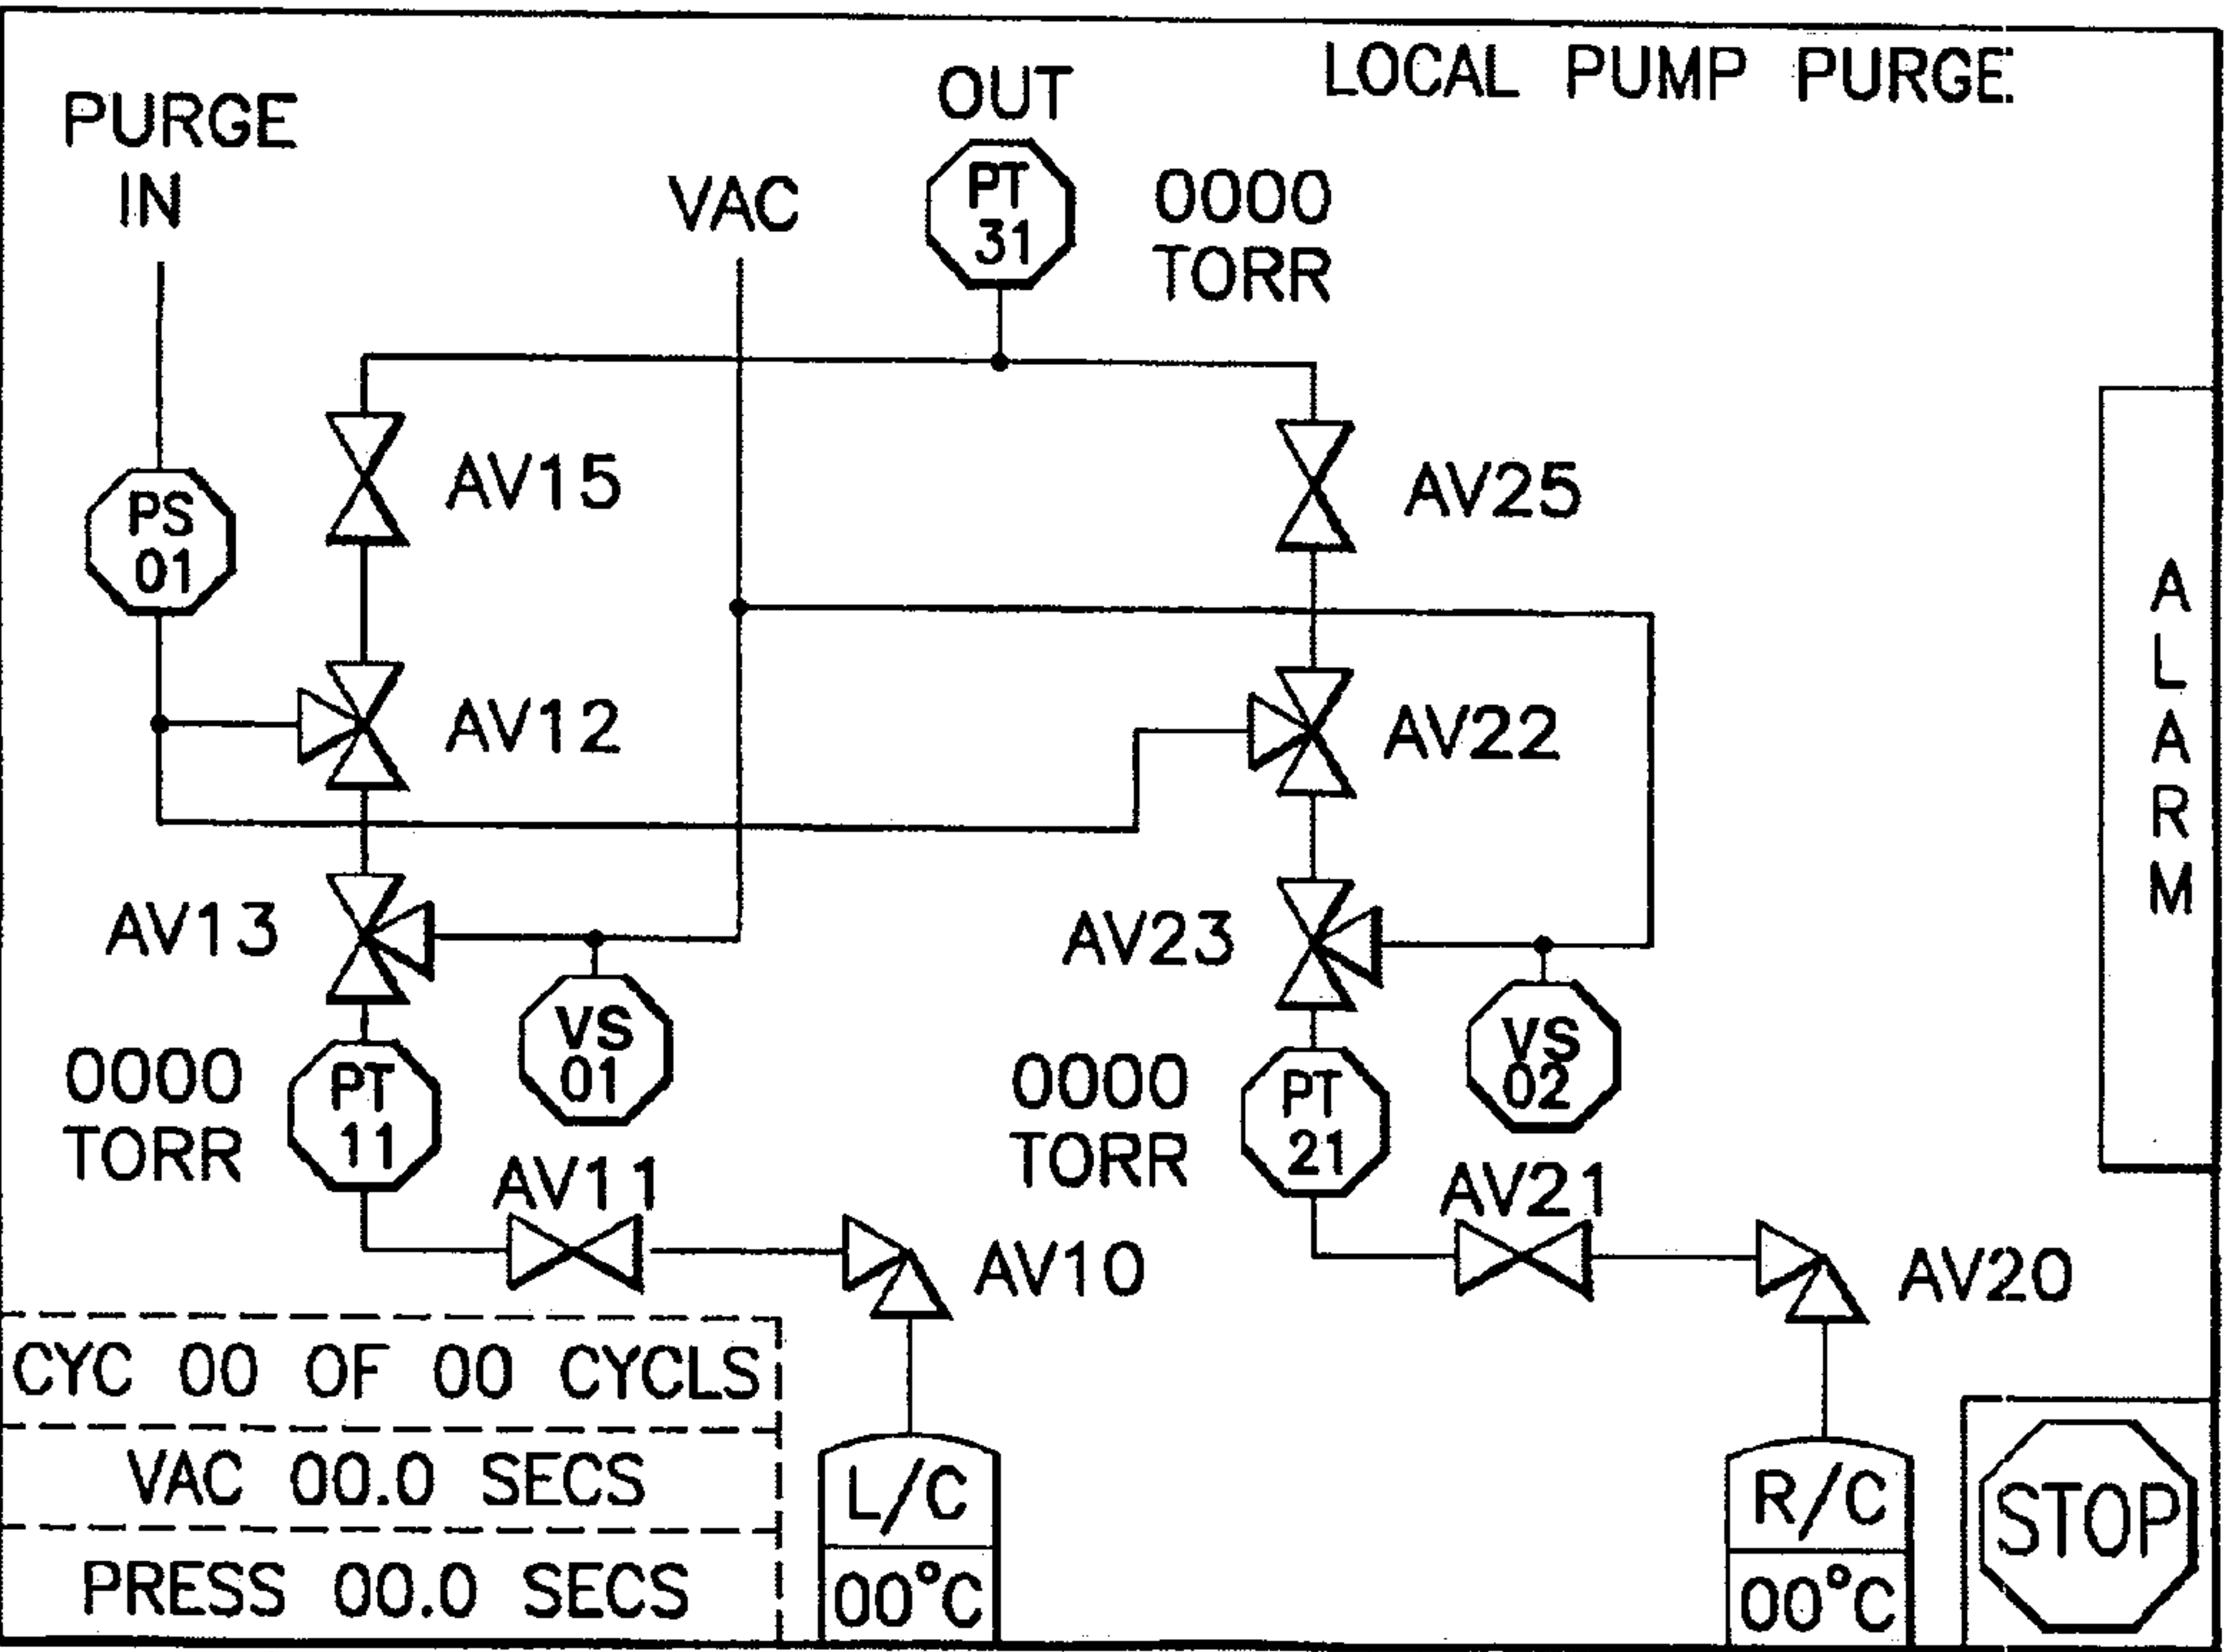 LOCAL PUMP PURGE
PURGE
IN
VAC
OUT
PT
31
0000
TORR
PS
01
AV15
AV25
AV12
AV22
AV13
AV23
VS
01
VS
02
0000
TORR
PT
11
0000
TORR
PT
21
AV11
AV10
AV21
AV20
ALARM
CYC 00 OF 00 CYCLS
VAC 00.0 SECS
PRESS 00.0 SECS
L/C
00°C
R/C
00°C
STOP